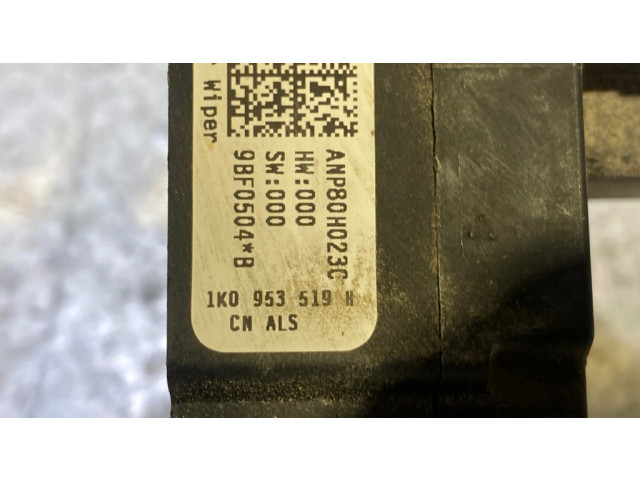 Wiper
ANP80H023C
HW:000
SW:000
9BF0504*B
1K0 953 519 H
CN ALS